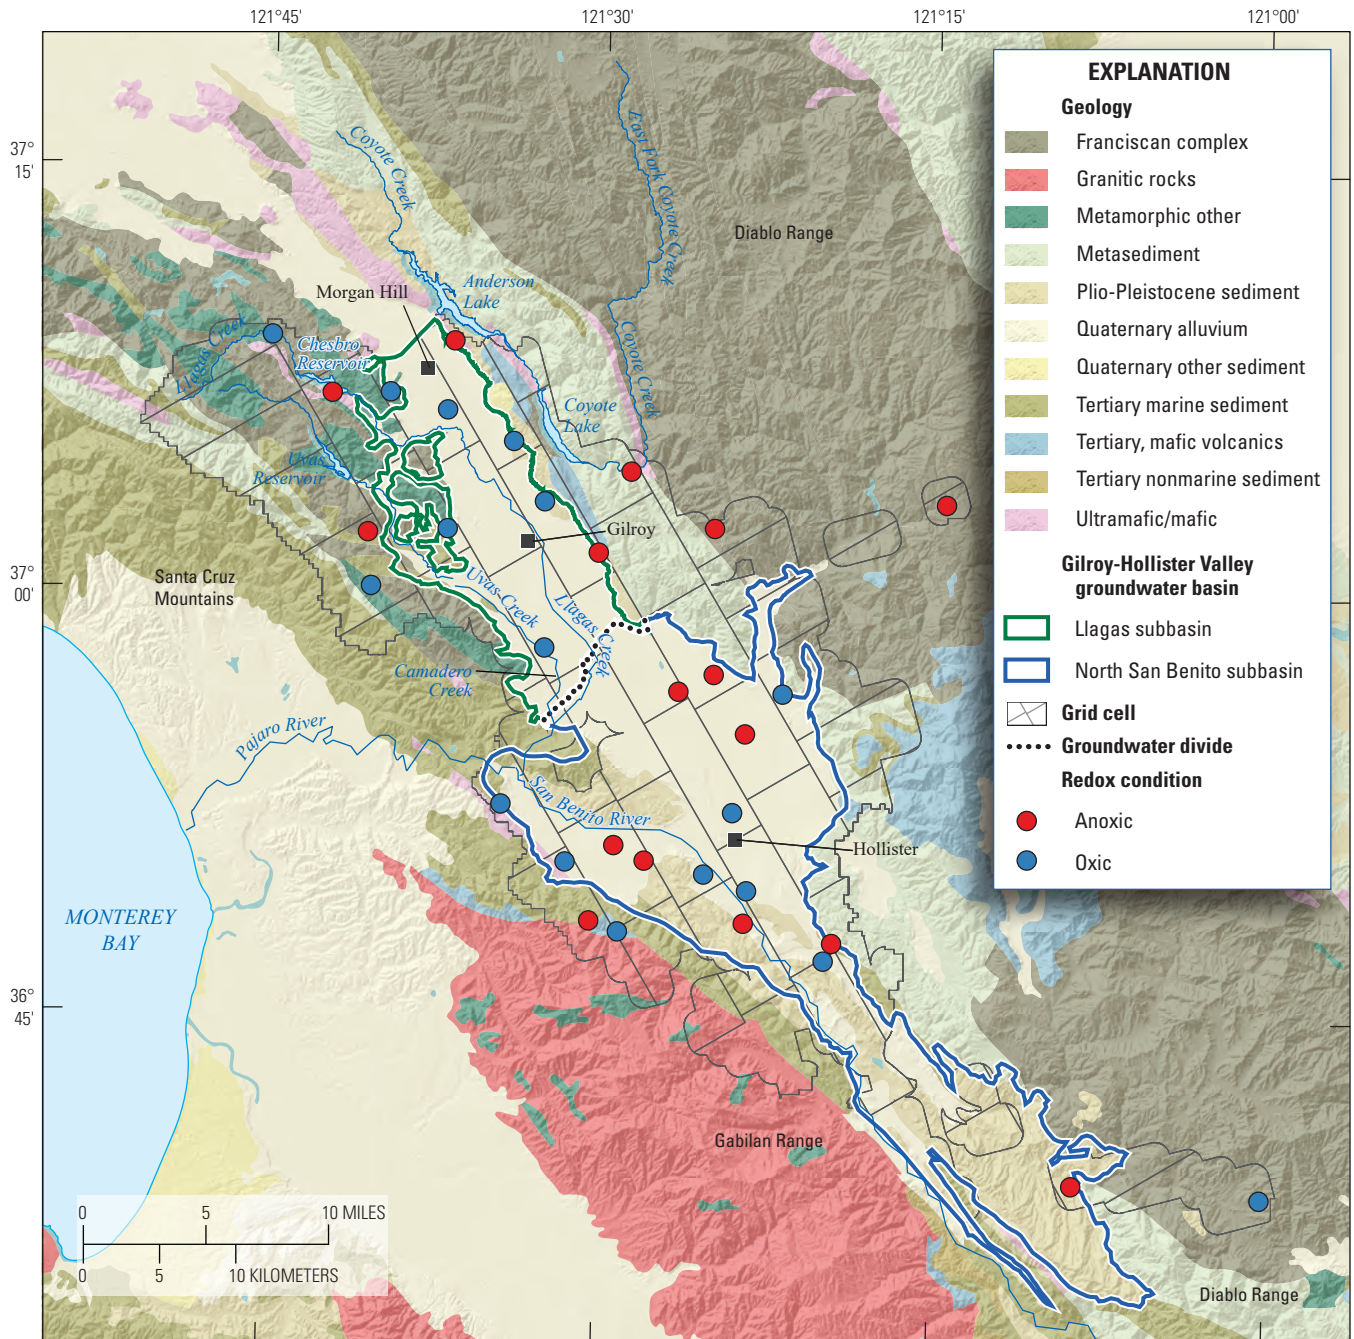 121°45'
121°30'
121°15'
121°00'
37°
15'
37°
00'
36°
45'
EXPLANATION
Geology
Franciscan complex
Granitic rocks
Metamorphic other
Metasediment
Plio-Pleistocene sediment
Quaternary alluvium
Quaternary other sediment
Tertiary marine sediment
Tertiary, mafic volcanics
Tertiary nonmarine sediment
Ultramafic/mafic
Gilroy-Hollister Valley
groundwater basin
Llagas subbasin
North San Benito subbasin
Grid cell
Groundwater divide
Redox condition
Anoxic
Oxic
Coyote Creek
East Fork Coyote Creek
Diablo Range
Anderson
Lake
Morgan Hill
Llagas Creek
Chesbro
Reservoir
Coyote Creek
Coyote
Lake
Uvas
Reservoir
Gilroy
Santa Cruz
Mountains
Uvas Creek
Llagas Creek
Camadero
Creek
Pajaro River
San Benito River
Hollister
MONTEREY
BAY
Gabilan Range
Diablo Range
0
5
10 MILES
0
5
10 KILOMETERS